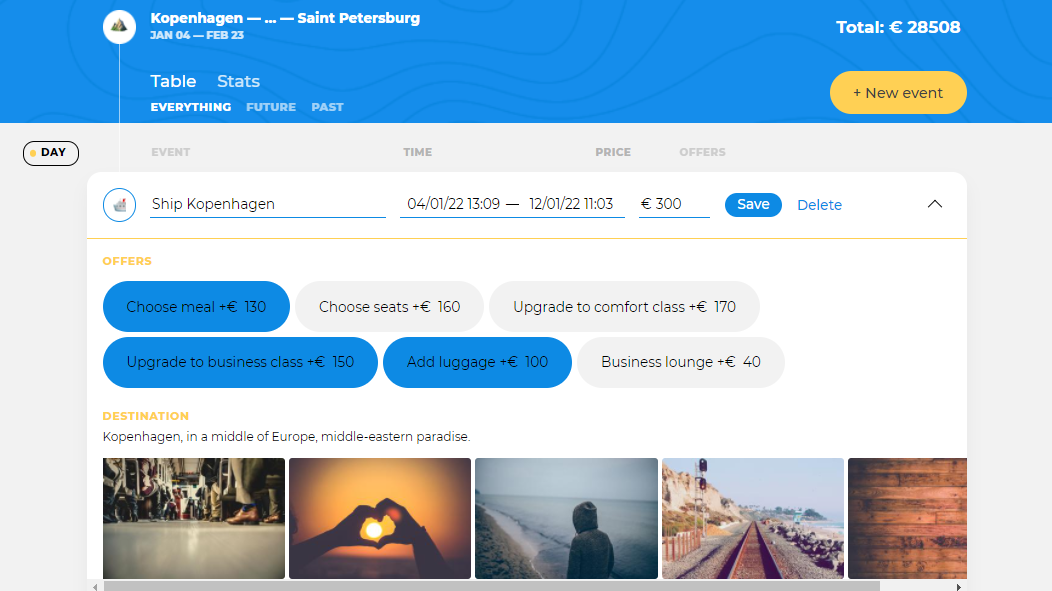 Kopenhagen — ... — Saint Petersburg
JAN 04 — FEB 23
Total: € 28508
Table Stats
EVERYTHING FUTURE PAST
+ New event
DAY
EVENT TIME PRICE OFFERS
Ship Kopenhagen 04/01/22 13:09 — 12/01/22 11:03 € 300 Save Delete
OFFERS
Choose meal +€ 130 Choose seats +€ 160 Upgrade to comfort class +€ 170
Upgrade to business class +€ 150 Add luggage +€ 100 Business lounge +€ 40
DESTINATION
Kopenhagen, in a middle of Europe, middle-eastern paradise.